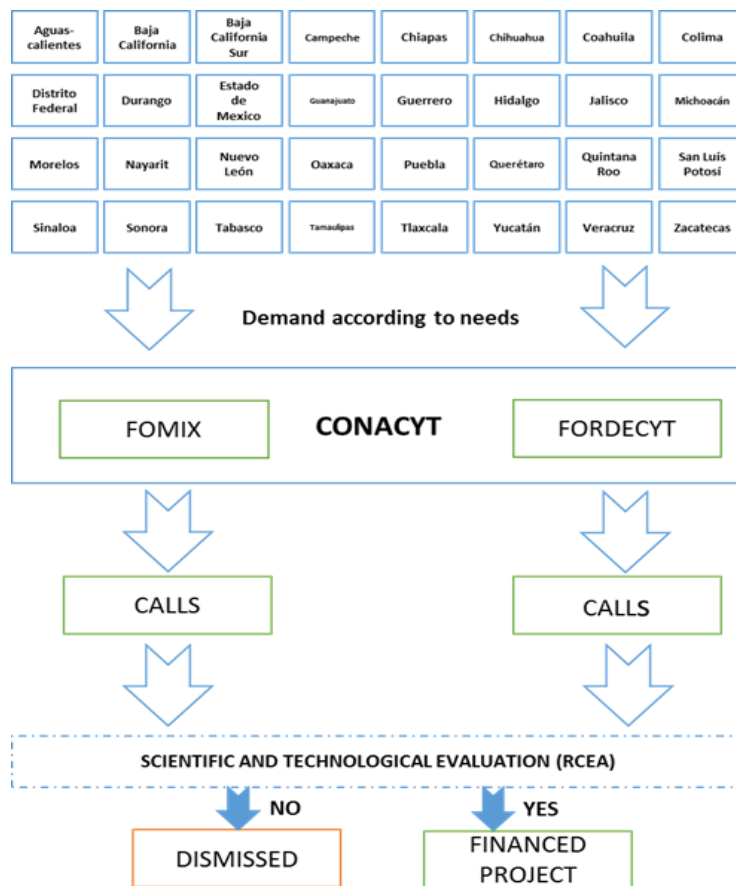 Aguas-
calientes
Baja
California
Baja
California
Sur
Campeche
Chiapas
Chihuahua
Coahuila
Colima
Distrito
Federal
Durango
Estado
de
Mexico
Guanajuato
Guerrero
Hidalgo
Jalisco
Michoacán
Morelos
Nayarit
Nuevo
León
Oaxaca
Puebla
Querétaro
Quintana
Roo
San Luís
Potosí
Sinaloa
Sonora
Tabasco
Tamaulipas
Tlaxcala
Yucatán
Veracruz
Zacatecas
Demand according to needs
FOMIX
CONACYT
FORDECYT
CALLS
CALLS
SCIENTIFIC AND TECHNOLOGICAL EVALUATION (RCEA)
NO
YES
DISMISSED
FINANCED
PROJECT